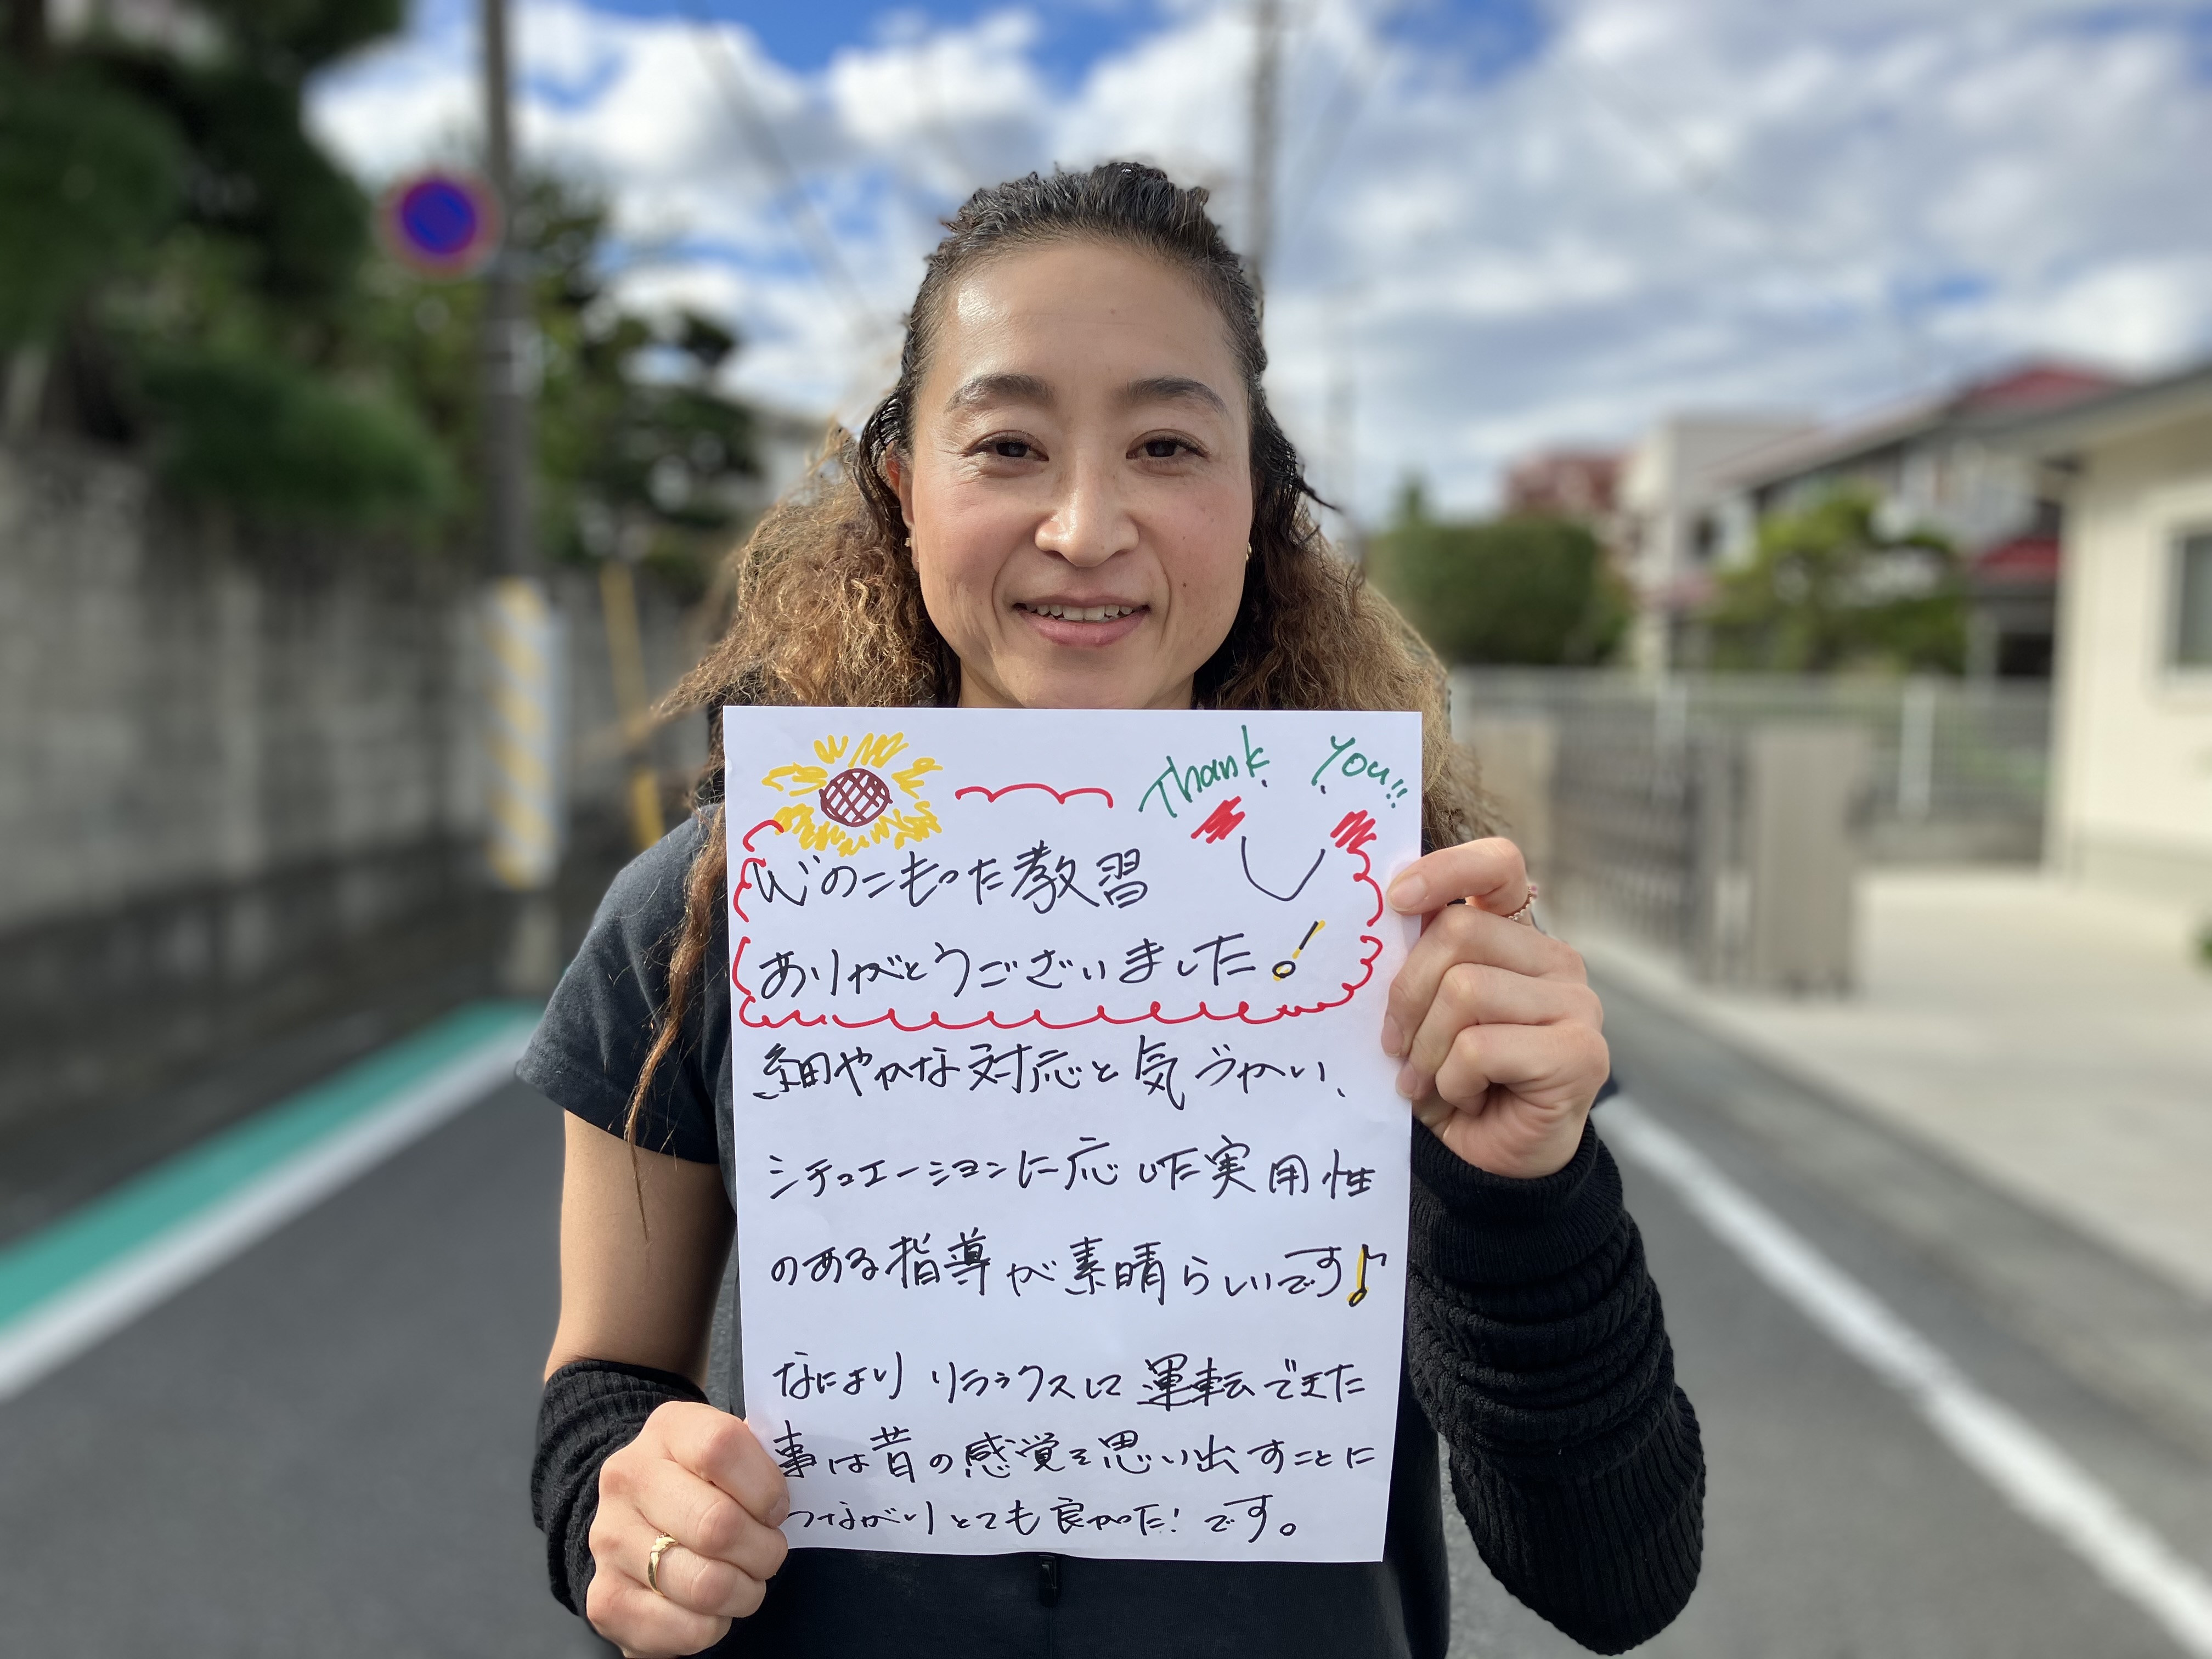 Thank You!!
心のこもった教習
ありがとうございました!
細やかな対応と気づかい、
シチュエーションに応じた実用性
のある指導が素晴らしいです♪
なによりリラックスして運転できた
事は昔の感覚を思い出すことに
つながりとても良かった!です。